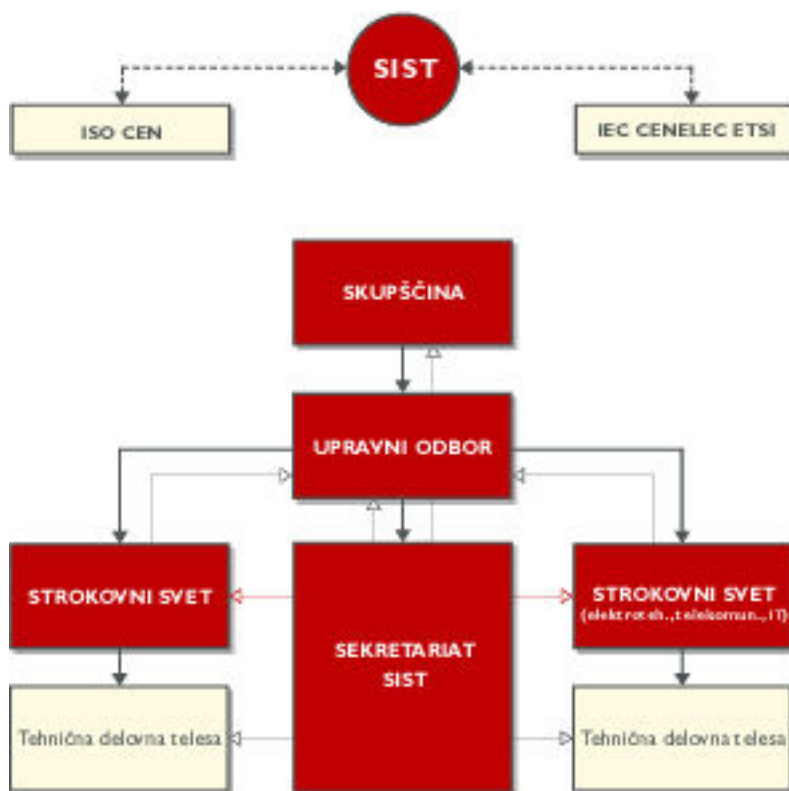 SIST
ISO CEN
IEC CENELEC ETSI
SKUPŠČINA
UPRAVNI ODBOR
STROKOVNI SVET
STROKOVNI SVET
(elektroteh.,telekomun.,IT)
SEKRETARIAT
SIST
Tehnična delovna telesa
Tehnična delovna telesa